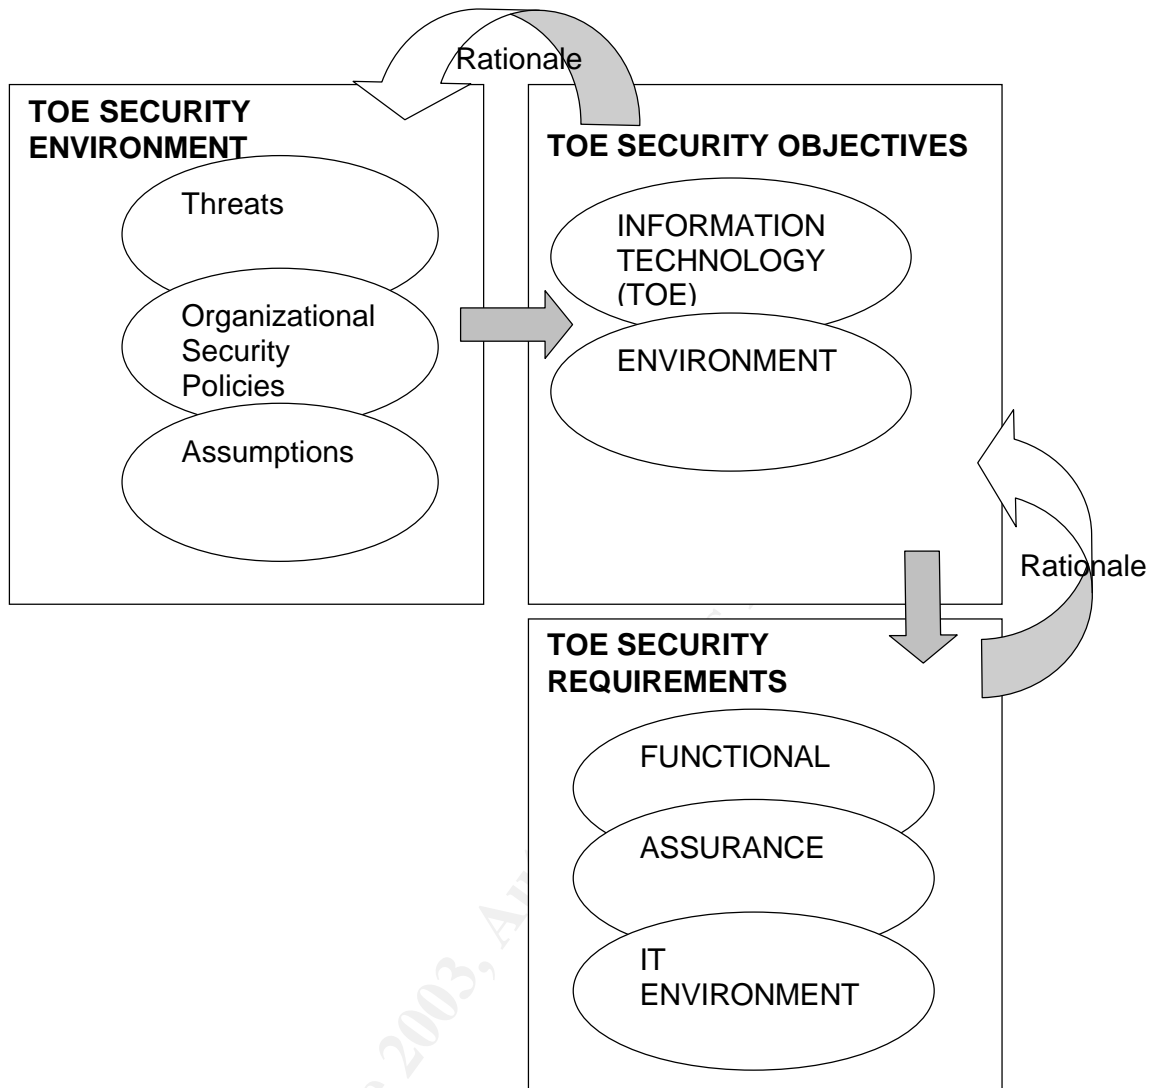 Rationale
TOE SECURITY
ENVIRONMENT
Threats
Organizational
Security
Policies
Assumptions
TOE SECURITY OBJECTIVES
INFORMATION
TECHNOLOGY
(TOE)
ENVIRONMENT
Rationale
TOE SECURITY
REQUIREMENTS
FUNCTIONAL
ASSURANCE
IT
ENVIRONMENT
2003,